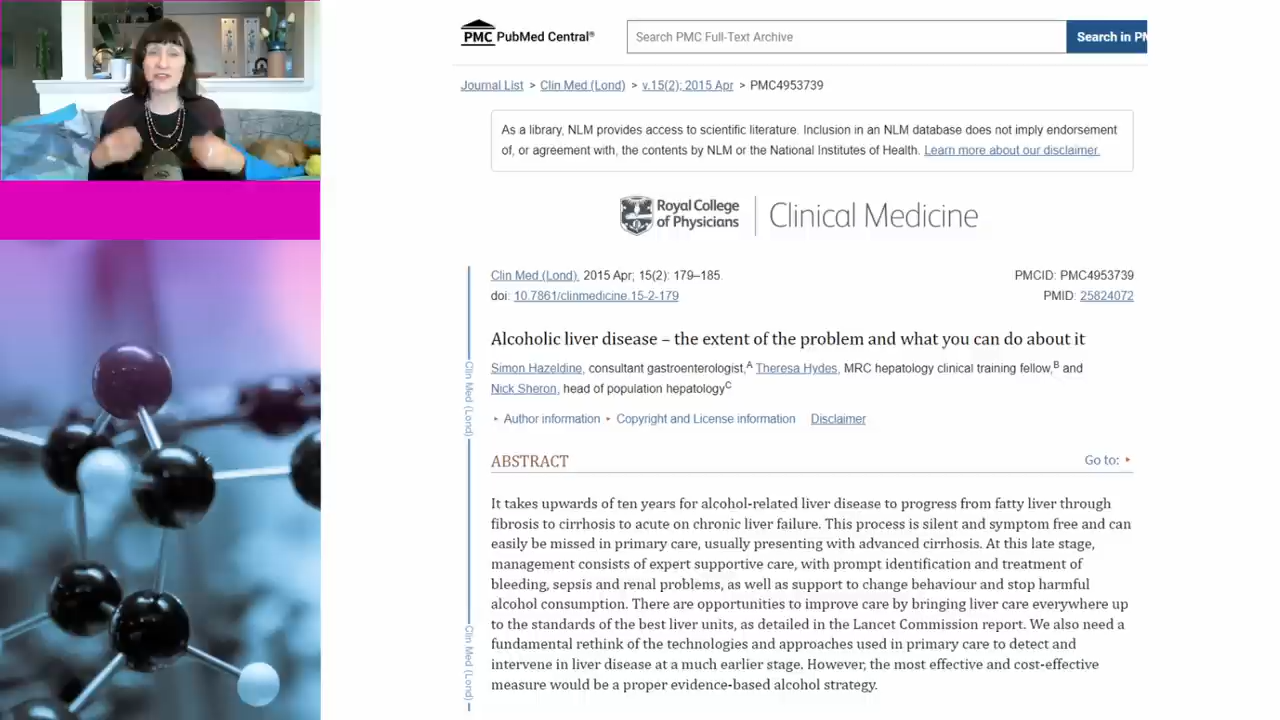 PMC PubMed Central®
Search PMC Full-Text Archive
Search in PM
Journal List > Clin Med (Lond) > v.15(2); 2015 Apr > PMC4953739
As a library, NLM provides access to scientific literature. Inclusion in an NLM database does not imply endorsement
of, or agreement with, the contents by NLM or the National Institutes of Health. Learn more about our disclaimer.
Royal College
of Physicians
Clinical Medicine
Clin Med (Lond). 2015 Apr; 15(2): 179–185.
PMCID: PMC4953739
doi: 10.7861/clinmedicine.15-2-179
PMID: 25824072
Alcoholic liver disease – the extent of the problem and what you can do about it
Simon Hazeldine, consultant gastroenterologist,A Theresa Hydes, MRC hepatology clinical training fellow,B and
Nick Sheron, head of population hepatologyC
Author information Copyright and License information Disclaimer
ABSTRACT
Go to:
It takes upwards of ten years for alcohol-related liver disease to progress from fatty liver through
fibrosis to cirrhosis to acute on chronic liver failure. This process is silent and symptom free and can
easily be missed in primary care, usually presenting with advanced cirrhosis. At this late stage,
management consists of expert supportive care, with prompt identification and treatment of
bleeding, sepsis and renal problems, as well as support to change behaviour and stop harmful
alcohol consumption. There are opportunities to improve care by bringing liver care everywhere up
to the standards of the best liver units, as detailed in the Lancet Commission report. We also need a
fundamental rethink of the technologies and approaches used in primary care to detect and
intervene in liver disease at a much earlier stage. However, the most effective and cost-effective
measure would be a proper evidence-based alcohol strategy.
Clin Med (Lond)
Clin Med (Lond)